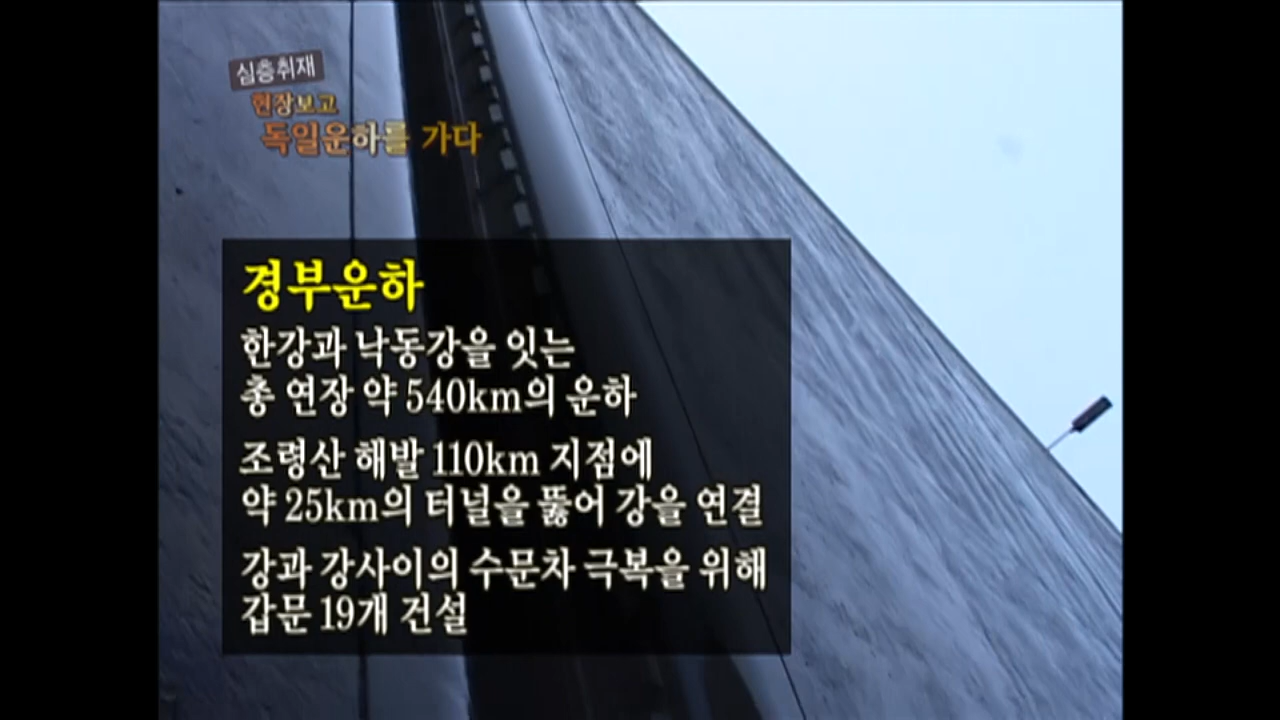 심층취재
현장보고
독일운하를 가다
경부운하
한강과 낙동강을 잇는
총 연장 약 540km의 운하
조령산 해발 110km 지점에
약 25km의 터널을 뚫어 강을 연결
강과 강사이의 수문차 극복을 위해
갑문 19개 건설